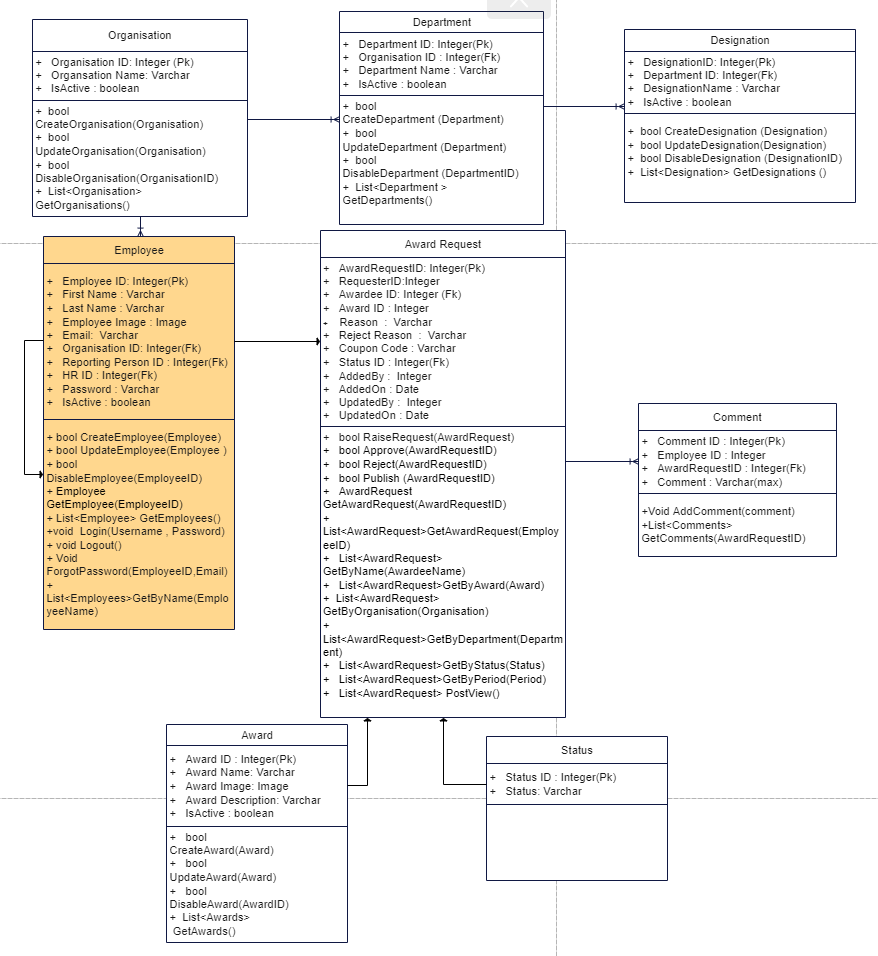 Organisation
+ Organisation ID: Integer (Pk)
+ Organsation Name: Varchar
+ IsActive : boolean
+ bool
CreateOrganisation(Organisation)
+ bool
UpdateOrganisation(Organisation)
+ bool
DisableOrganisation(OrganisationID)
+ List<Organisation>
GetOrganisations()
Department
+ Department ID: Integer(Pk)
+ Organisation ID : Integer(Fk)
+ Department Name : Varchar
+ IsActive : boolean
+ bool
CreateDepartment (Department)
+ bool
UpdateDepartment (Department)
+ bool
DisableDepartment (DepartmentID)
+ List<Department >
GetDepartments()
Designation
+ DesignationID: Integer(Pk)
+ Department ID: Integer(Fk)
+ DesignationName : Varchar
+ IsActive : boolean
+ bool CreateDesignation (Designation)
+ bool UpdateDesignation(Designation)
+ bool DisableDesignation (DesignationID)
+ List<Designation> GetDesignations ()
Employee
+ Employee ID: Integer(Pk)
+ First Name : Varchar
+ Last Name : Varchar
+ Employee Image : Image
+ Email: Varchar
+ Organisation ID: Integer(Fk)
+ Reporting Person ID : Integer(Fk)
+ HR ID : Integer(Fk)
+ Password : Varchar
+ IsActive : boolean
+ bool CreateEmployee(Employee)
+ bool UpdateEmployee(Employee )
+ bool
DisableEmployee(EmployeeID)
+ Employee
GetEmployee(EmployeeID)
+ List<Employee> GetEmployees()
+void Login(Username , Password)
+ void Logout()
+ Void
ForgotPassword(EmployeeID,Email)
+
List<Employees>GetByName(Emplo
yeeName)
Award Request
+ AwardRequestID: Integer(Pk)
+ RequesterID:Integer
+ Awardee ID: Integer (Fk)
+ Award ID : Integer
+ Reason : Varchar
+ Reject Reason : Varchar
+ Coupon Code : Varchar
+ Status ID : Integer(Fk)
+ AddedBy : Integer
+ AddedOn : Date
+ UpdatedBy : Integer
+ UpdatedOn : Date
+ bool RaiseRequest(AwardRequest)
+ bool Approve(AwardRequestID)
+ bool Reject(AwardRequestID)
+ bool Publish (AwardRequestID)
+ AwardRequest
GetAwardRequest(AwardRequestID)
+
List<AwardRequest>GetAwardRequest(Employ
eeID)
+ List<AwardRequest>
GetByName(AwardeeName)
+ List<AwardRequest>GetByAward(Award)
+ List<AwardRequest>
GetByOrganisation(Organisation)
+
List<AwardRequest>GetByDepartment(Departm
ent)
+ List<AwardRequest>GetByStatus(Status)
+ List<AwardRequest>GetByPeriod(Period)
+ List<AwardRequest> PostView()
Comment
+ Comment ID : Integer(Pk)
+ Employee ID : Integer
+ AwardRequestID : Integer(Fk)
+ Comment : Varchar(max)
+Void AddComment(comment)
+List<Comments>
GetComments(AwardRequestID)
Award
+ Award ID : Integer(Pk)
+ Award Name: Varchar
+ Award Image: Image
+ Award Description: Varchar
+ IsActive : boolean
+ bool
CreateAward(Award)
+ bool
UpdateAward(Award)
+ bool
DisableAward(AwardID)
+ List<Awards>
GetAwards()
Status
+ Status ID : Integer(Pk)
+ Status: Varchar